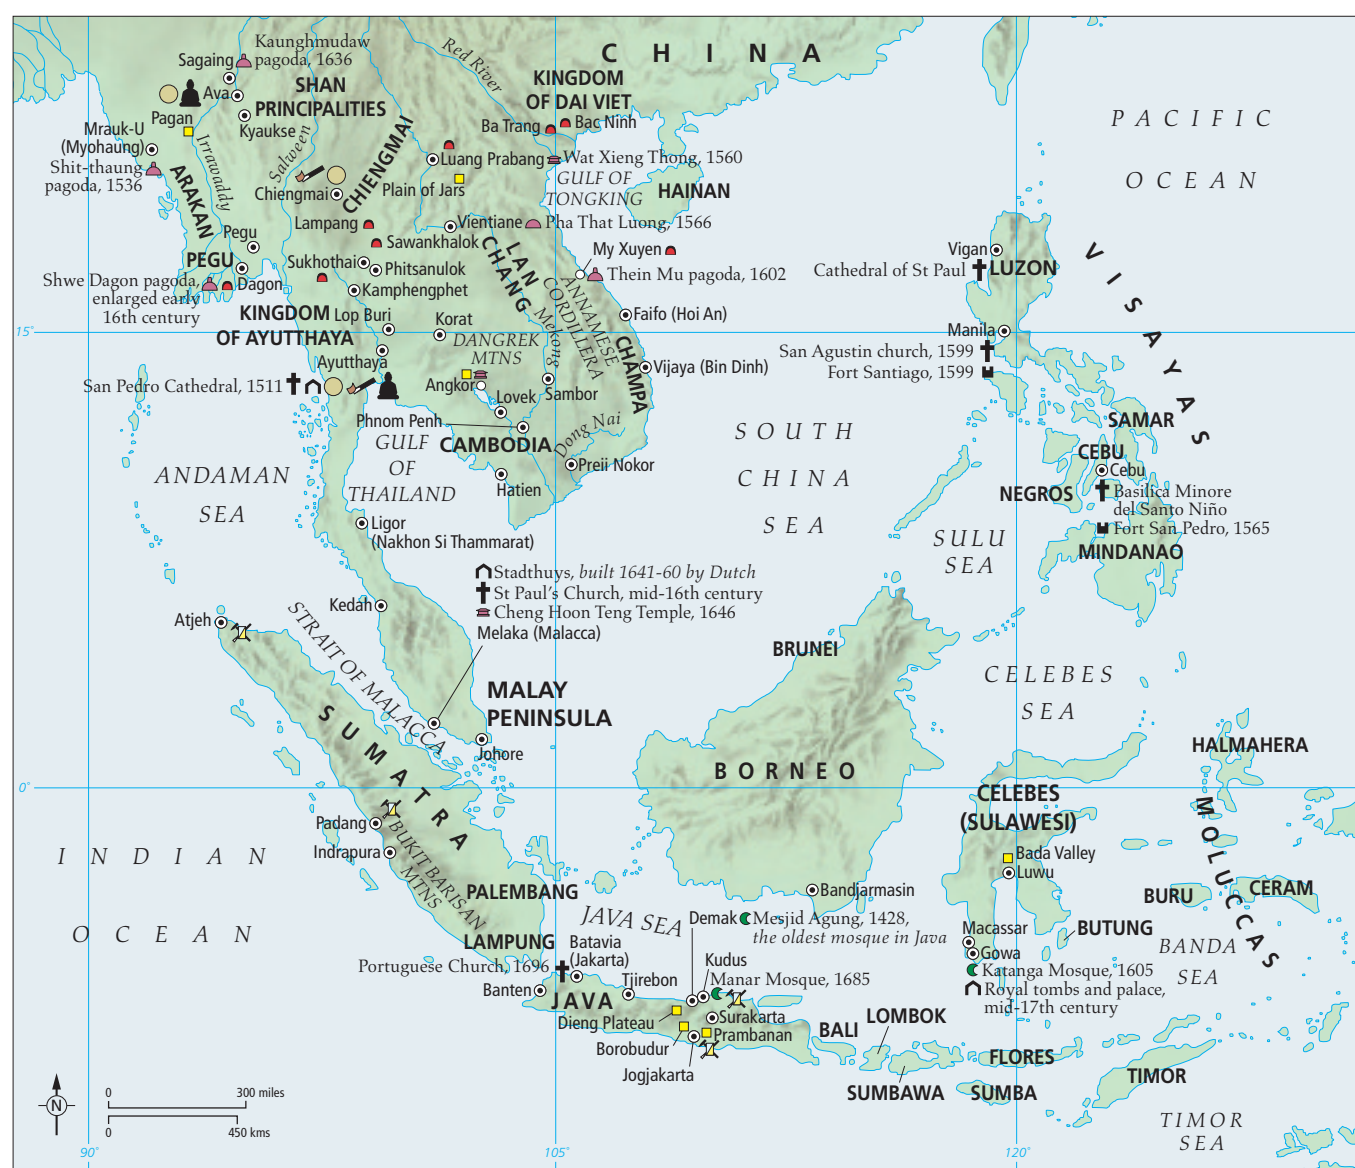 CHINA
PACIFIC
OCEAN
Kaunghmudaw
pagoda, 1636
Sagaing
Ava
Pagan
Kyaukse
SHAN
PRINCIPALITIES
Red River
KINGDOM
OF DAI VIET
Ba Trang
Bac Ninh
Mrauk-U
(Myohaung)
Shit-thaung
pagoda, 1536
ARAKAN
Irrawaddy
Salween
CHIENGMAI
Chiengmai
Luang Prabang
Wat Xieng Thong, 1560
Plain of Jars
GULF OF
TONGKING
HAINAN
Lampang
Vientiane
Pha That Luong, 1566
Pegu
PEGU
Sawankhalok
Sukhothai
Phitsanulok
Kamphengphet
LAN
CHANG
My Xuyen
Thein Mu pagoda, 1602
Shwe Dagon pagoda,
enlarged early
16th century
Dagon
KINGDOM
OF AYUTTHAYA
Lop Buri
Korat
Mekong
ANNAMESE
CORDILLERA
Faifo (Hoi An)
CHAMPA
15°
DANGREK
MTNS
Ayutthaya
Vijaya (Bin Dinh)
San Pedro Cathedral, 1511
Angkor
Lovek
Sambor
Phnom Penh
CAMBODIA
Dong Nai
GULF
OF
THAILAND
Preii Nokor
Hatien
ANDAMAN
SEA
Ligor
(Nakhon Si Thammarat)
SOUTH
CHINA
SEA
Vigan
Cathedral of St Paul
LUZON
VISAYAS
Manila
San Agustin church, 1599
Fort Santiago, 1599
SAMAR
CEBU
Cebu
NEGROS
Basilica Minore
del Santo Niño
Fort San Pedro, 1565
MINDANAO
SULU
SEA
Stadthuys, built 1641-60 by Dutch
St Paul's Church, mid-16th century
Cheng Hoon Teng Temple, 1646
Melaka (Malacca)
Kedah
Atjeh
STRAIT OF MALACCA
MALAY
PENINSULA
Johore
BRUNEI
CELEBES
SEA
SUMATRA
BORNEO
HALMAHERA
0°
CELEBES
(SULAWESI)
MOLUCCAS
Padang
Indrapura
BUKIT BARISAN
MTNS
INDIAN
OCEAN
PALEMBANG
LAMPUNG
Bada Valley
Luwu
Bandjarmasin
BURU
CERAM
JAVA SEA
Demak
Mesjid Agung, 1428,
the oldest mosque in Java
Macassar
Gowa
BUTUNG
BANDA
SEA
Katanga Mosque, 1605
Royal tombs and palace,
mid-17th century
Batavia
(Jakarta)
Portuguese Church, 1696
Banten
JAVA
Tjirebon
Kudus
Manar Mosque, 1685
Dieng Plateau
Surakarta
Prambanan
Borobudur
Jogjakarta
BALI
LOMBOK
SUMBAWA
FLORES
SUMBA
TIMOR
TIMOR
SEA
N
0
300 miles
0
450 kms
90°
105°
120°